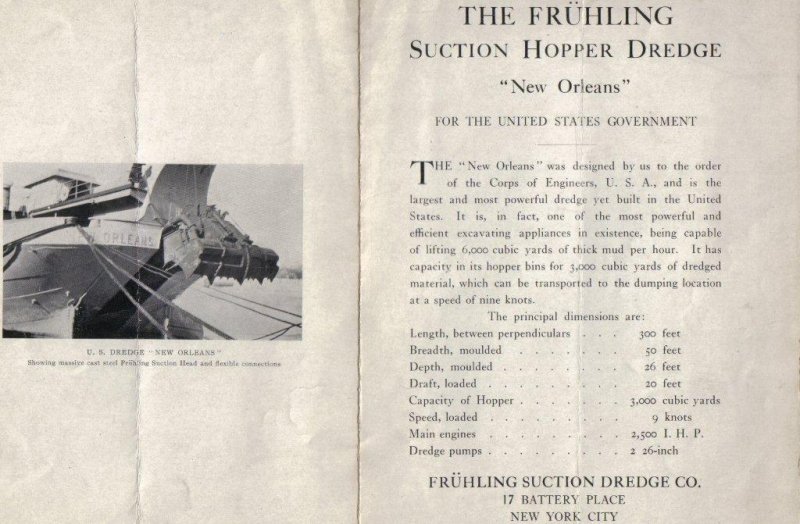 ORLEANS
U. S. DREDGE "NEW ORLEANS"
Showing massive cast steel Frühling Suction Head and flexible connections
THE FRÜHLING
SUCTION HOPPER DREDGE
"New Orleans"
FOR THE UNITED STATES GOVERNMENT
THE "New Orleans" was designed by us to the order
of the Corps of Engineers, U. S. A., and is the
largest and most powerful dredge yet built in the United
States. It is, in fact, one of the most powerful and
efficient excavating appliances in existence, being capable
of lifting 6,000 cubic yards of thick mud per hour. It has
capacity in its hopper bins for 3,000 cubic yards of dredged
material, which can be transported to the dumping location
at a speed of nine knots.
The principal dimensions are:
Length, between perpendiculars . . . 300 feet
Breadth, moulded . . . . . . . 50 feet
Depth, moulded . . . . . . . . 26 feet
Draft, loaded . . . . . . . . . 20 feet
Capacity of Hopper . . . . . . . 3,000 cubic yards
Speed, loaded . . . . . . . . . 9 knots
Main engines . . . . . . . . . 2,500 I. H. P.
Dredge pumps . . . . . . . . . 2 26-inch
FRÜHLING SUCTION DREDGE CO.
17 BATTERY PLACE
NEW YORK CITY